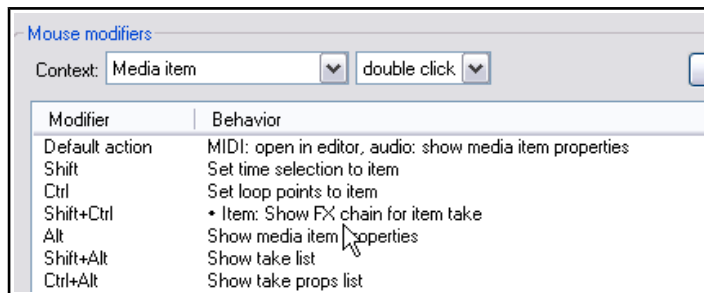 Mouse modifiers
Context: Media item double click
Modifier Behavior
Default action MIDI: open in editor, audio: show media item properties
Shift Set time selection to item
Ctrl Set loop points to item
Shift+Ctrl • Item: Show FX chain for item take
Alt Show media item properties
Shift+Alt Show take list
Ctrl+Alt Show take props list